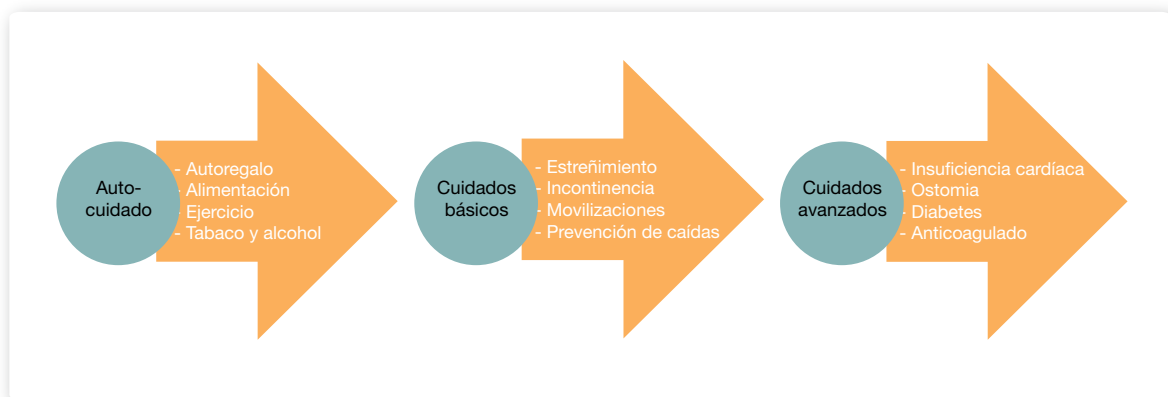 Auto-
cuidado
- Autoregalo
- Alimentación
- Ejercicio
- Tabaco y alcohol
Cuidados
básicos
- Estreñimiento
- Incontinencia
- Movilizaciones
- Prevención de caídas
Cuidados
avanzados
- Insuficiencia cardíaca
- Ostomia
- Diabetes
- Anticoagulado